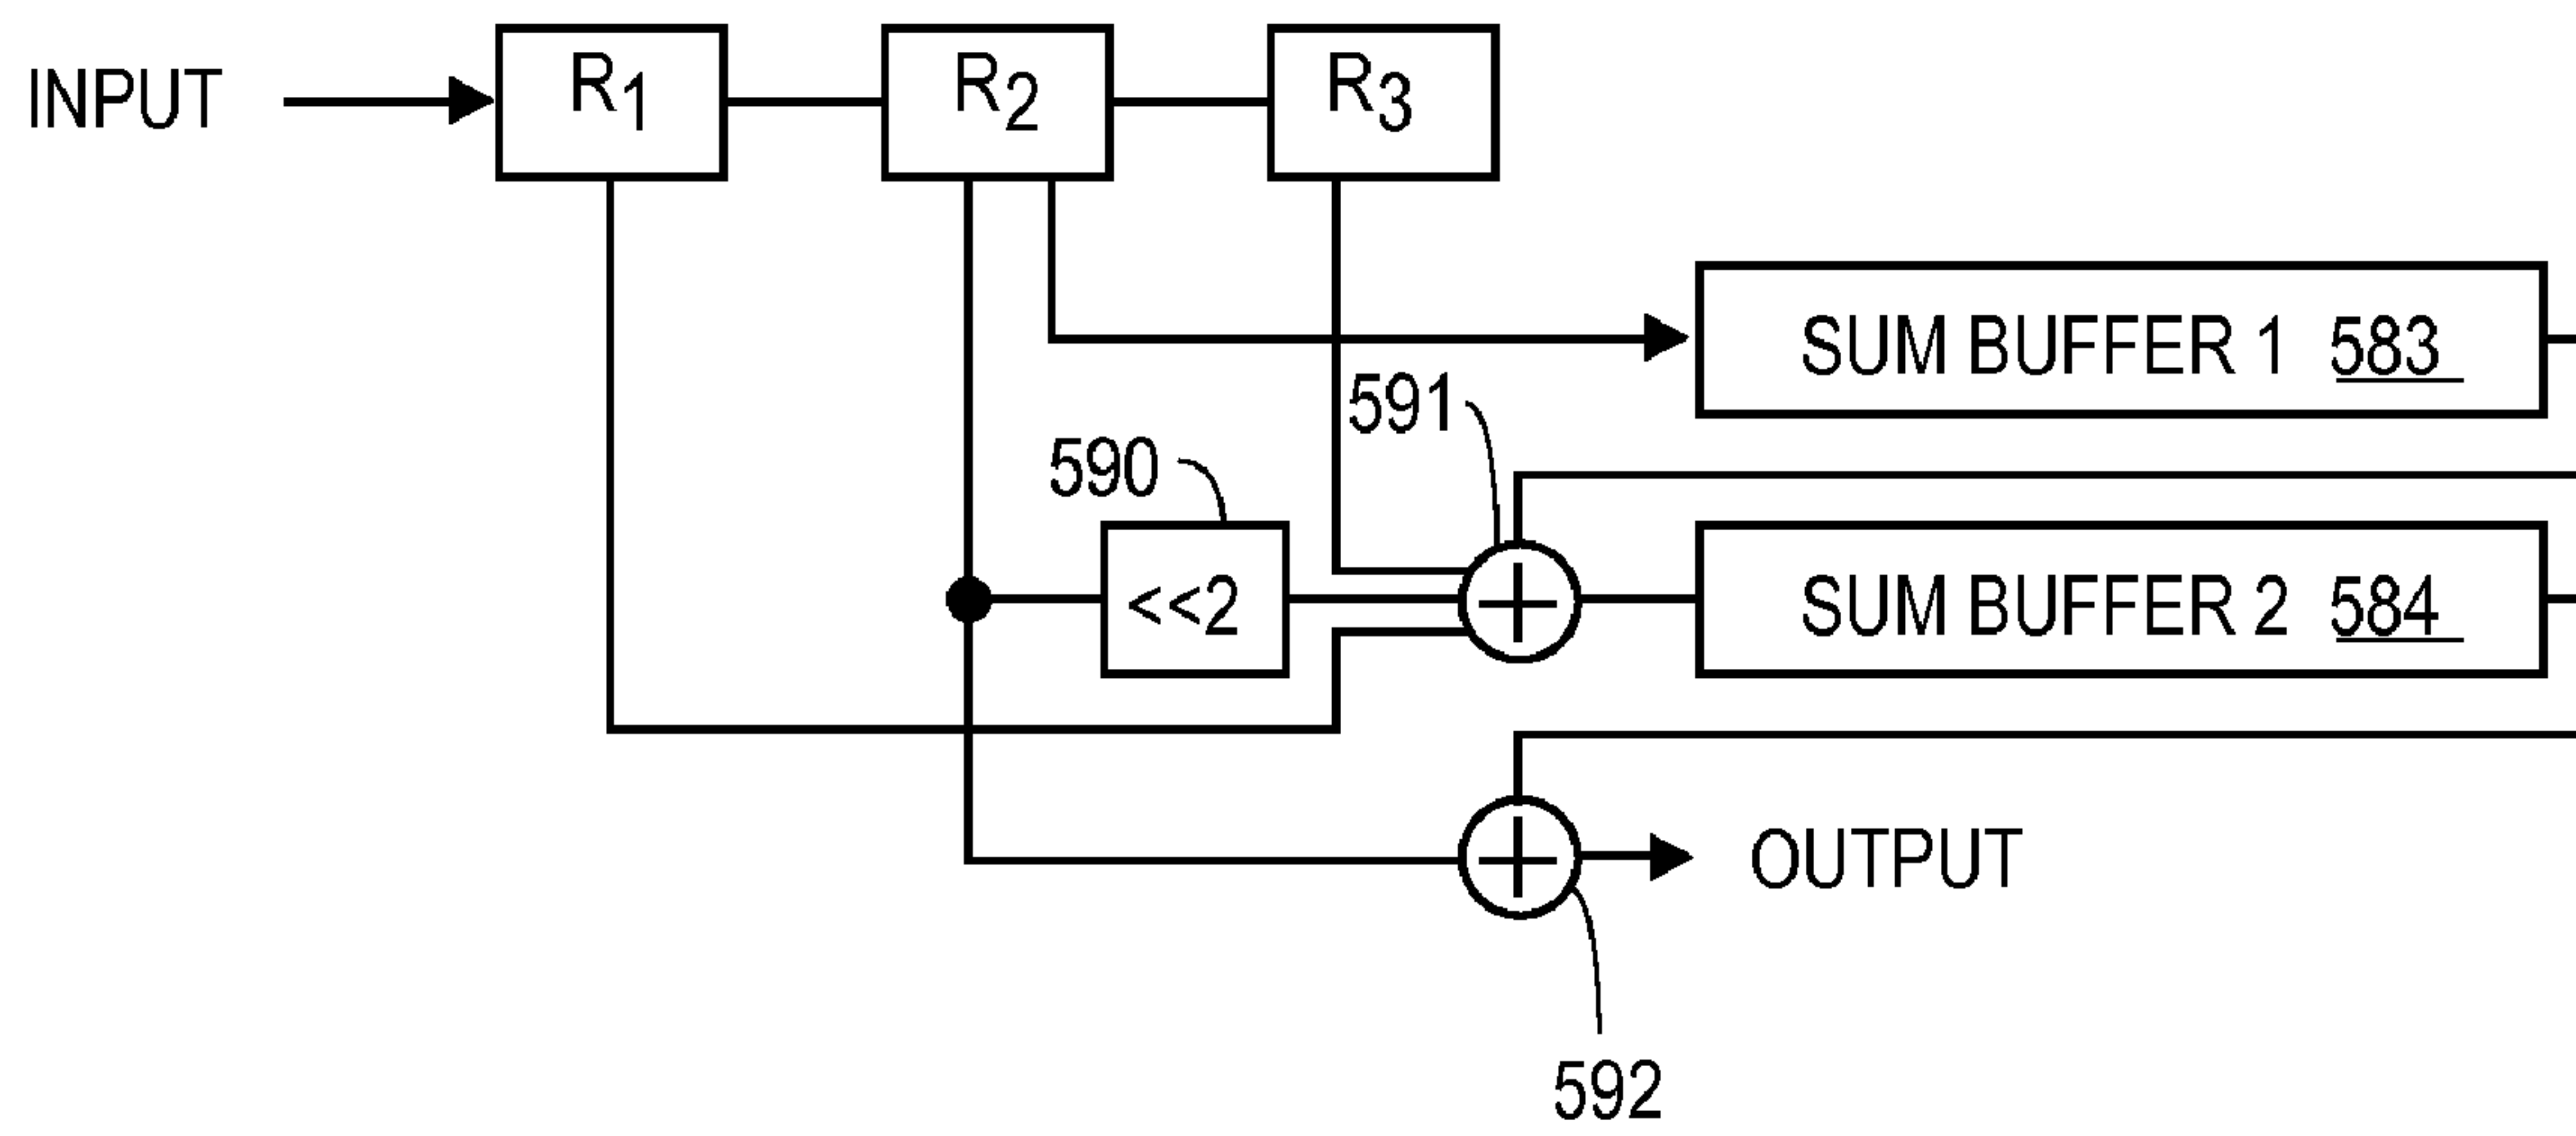 INPUT
R1
R2
R3
SUM BUFFER 1 583
591
590
<<2
+
SUM BUFFER 2 584
+
OUTPUT
592